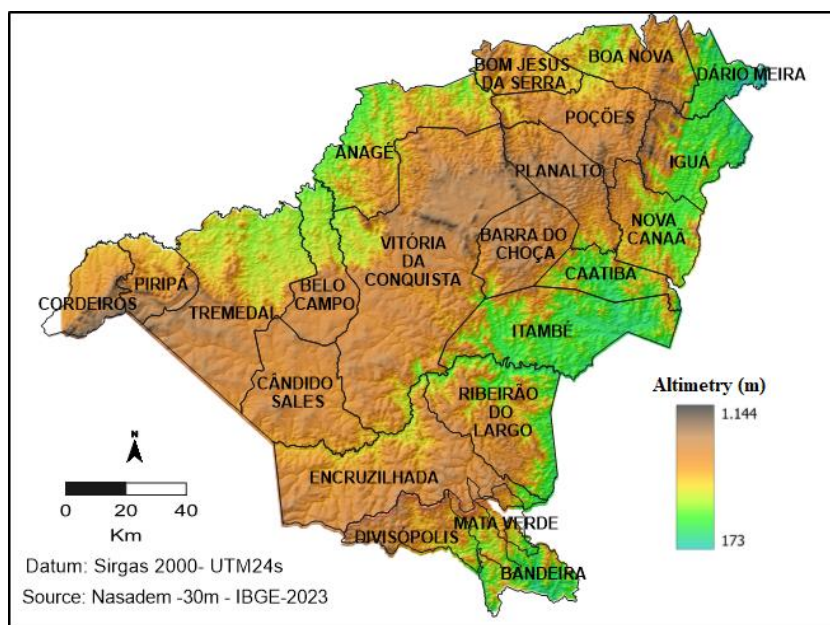 BOA NOVA
BOM JESUS
DA SERRA
DÁRIO MEIRA
POÇÕES
ANAGÉ
IGUÁ
PLANALTO
NOVA
CANAÃ
VITÓRIA
DA
CONQUISTA
BARRA DO
CHOÇA
CAATIBA
PIRIPÁ
CORDEIROS
BELO
CAMPO
TREMEDAL
ITAMBÉ
CÂNDIDO
SALES
RIBEIRÃO
DO
LARGO
Altimetry (m)
1.144
173
N
ENCRUZILHADA
0 20 40
Km
MATA VERDE
DIVISÓPOLIS
BANDEIRA
Datum: Sirgas 2000- UTM24s
Source: Nasadem -30m - IBGE-2023